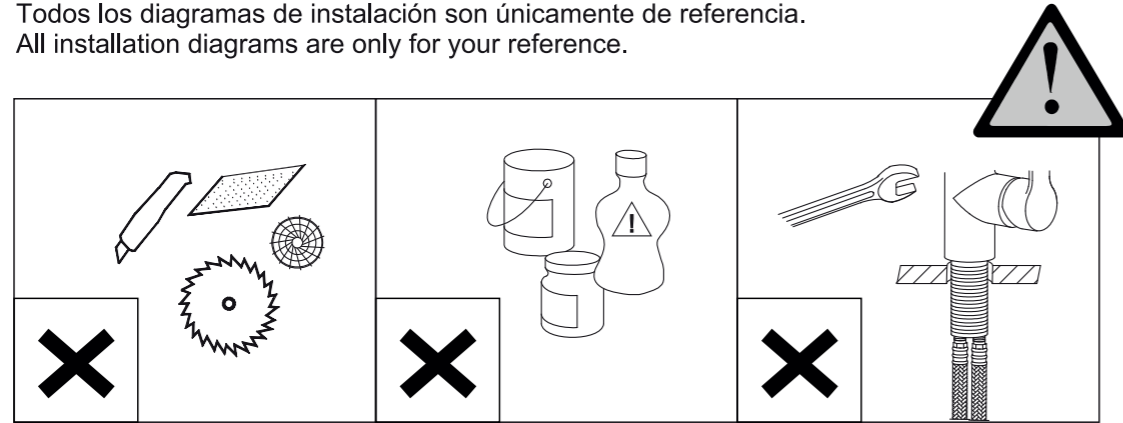 Todos los diagramas de instalación son únicamente de referencia.
All installation diagrams are only for your reference.
!
!